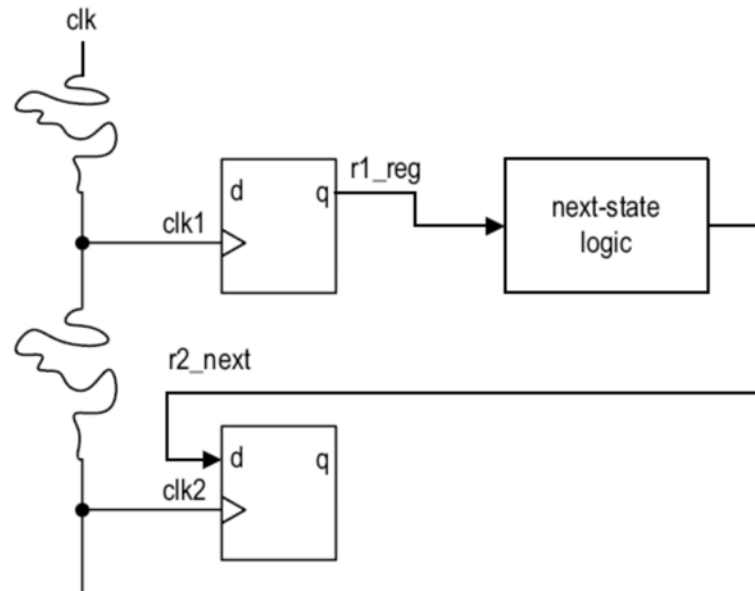 clk
r1_reg
d
q
next-state
logic
clk1
r2_next
d
q
clk2